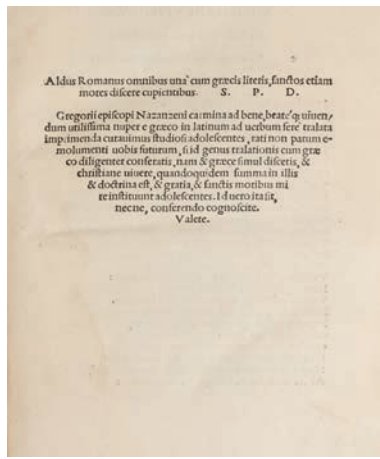 Aldus Romanus omnibus una cum græcis literis, sanctos etiam
mores discere cupientibus. S. P. D.
Gregorii episcopi Nazanzeni carmina ad bene, beate'q; uiuen/
dum utilissima nuper e græco in latinum ad uerbum fere tralata
imprimenda curauimus studiosi adolescentes, rati non parum e-
molumenti uobis futurum, si id genus tralationis cum græ
co diligenter conferatis, nam & græce simul discetis, &
christiane uiuere, quandoquidem summa in illis
& doctrina est, & gratia, & sanctis moribus mi
re instituunt adolescentes. Id uero ita sit,
necne, conferendo cognoscite.
Valete.